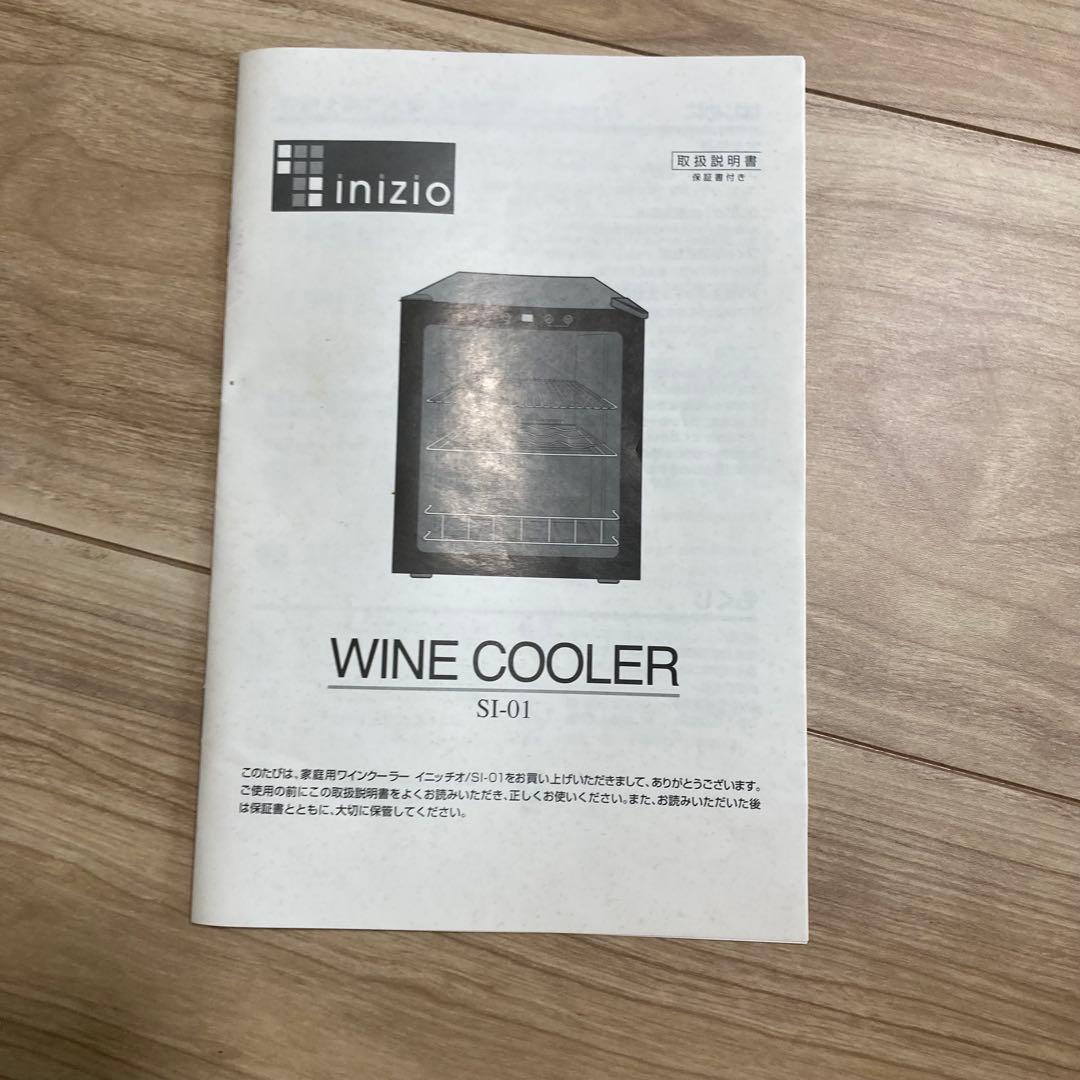 inizio
取扱説明書
保証書付き
WINE COOLER
SI-01
このたびは、家庭用ワインクーラー イニッチオ/SI-01をお買い上げいただきまして、ありがとうございます。
ご使用の前にこの取扱説明書をよくお読みいただき、正しくお使いください。また、お読みいただいた後
は保証書とともに、大切に保管してください。